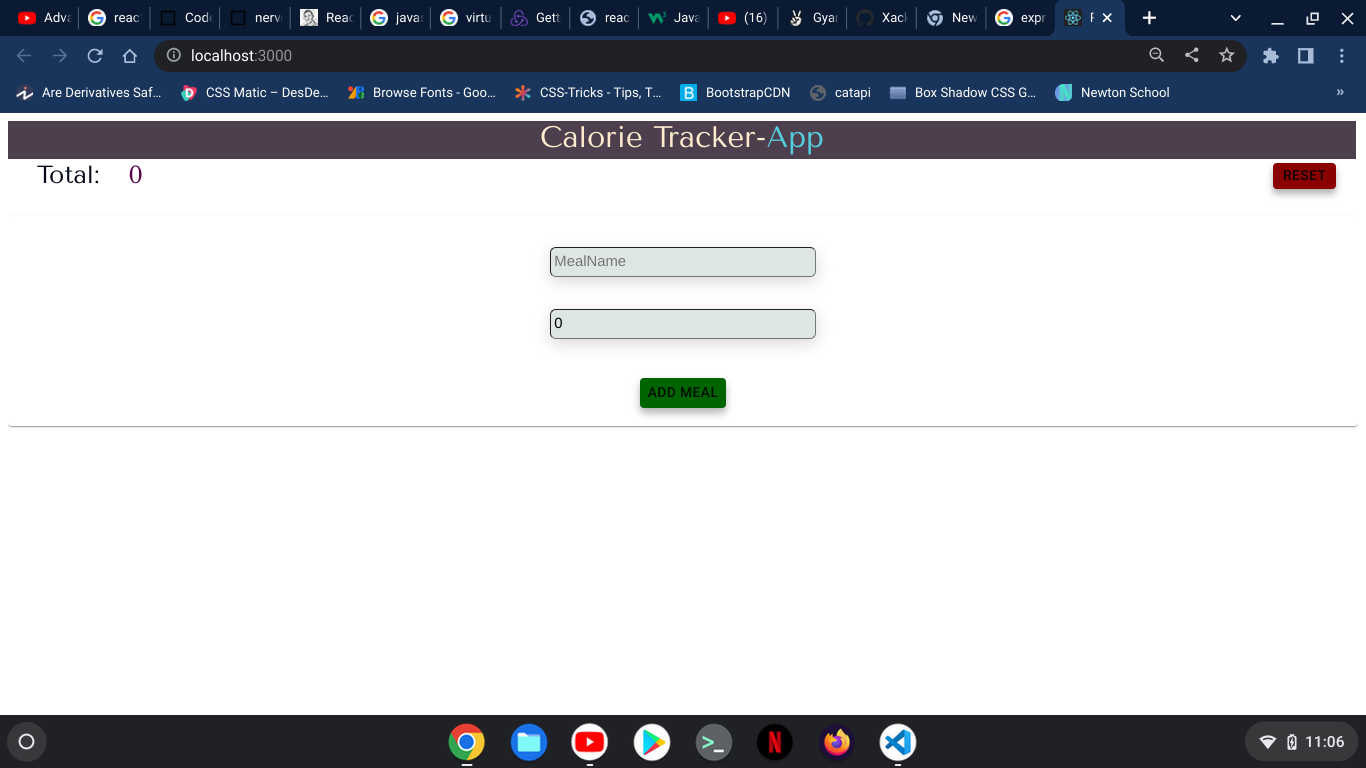 Adva
reac
Code
nerv
Reac
javas
virtu
Gett
reac
Java
(16)
Gyar
Xack
New
expr
localhost:3000
Are Derivatives Saf...
CSS Matic – DesDe...
Browse Fonts - Goo...
CSS-Tricks - Tips, T...
BootstrapCDN
catapi
Box Shadow CSS G...
Newton School
»
Calorie Tracker-App
Total: 0
RESET
MealName
0
ADD MEAL
11:06